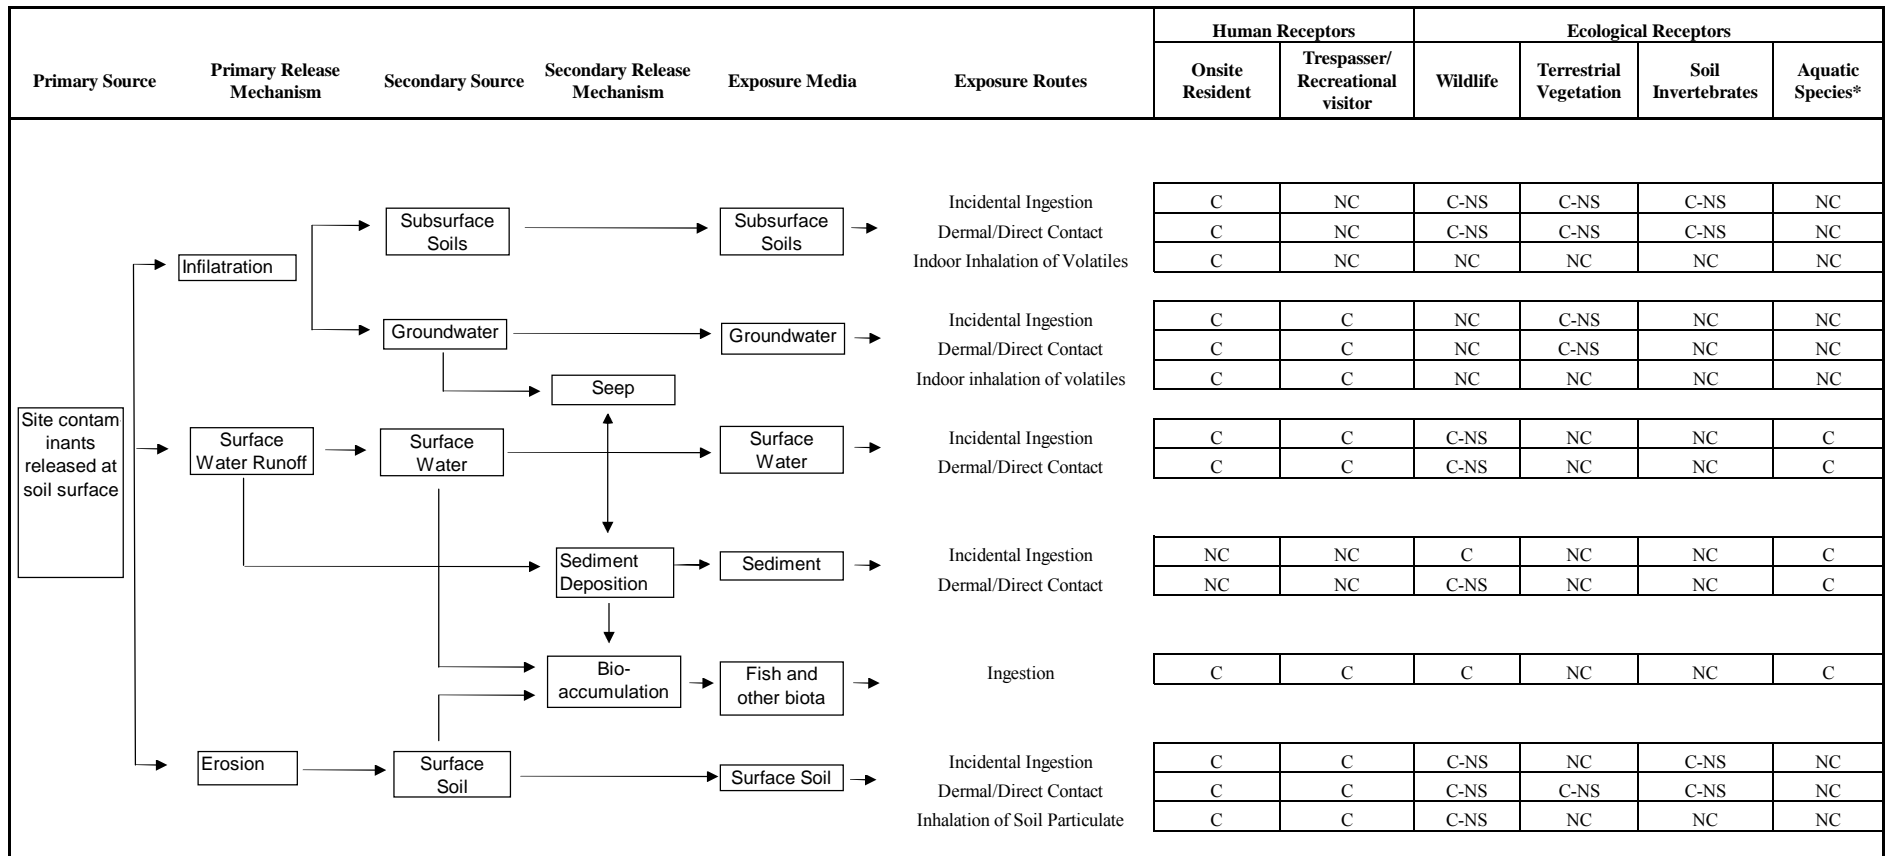 Human Receptors Ecological Receptors
Primary Source Primary Release Mechanism Secondary Source Secondary Release Mechanism Exposure Media Exposure Routes Onsite Resident Trespasser/ Recreational visitor Wildlife Terrestrial Vegetation Soil Invertebrates Aquatic Species*
Incidental Ingestion C NC C-NS C-NS C-NS NC
Subsurface Soils Subsurface Soils Dermal/Direct Contact C NC C-NS C-NS C-NS NC
Infilatration Indoor Inhalation of Volatiles C NC NC NC NC NC
Incidental Ingestion C C NC C-NS NC NC
Groundwater Groundwater Dermal/Direct Contact C C NC C-NS NC NC
Seep Indoor inhalation of volatiles C C NC NC NC NC
Site contam-
inants
released at
soil surface
Surface Water Runoff Surface Water Surface Water Incidental Ingestion C C C-NS NC NC C
Dermal/Direct Contact C C C-NS NC NC C
Sediment Deposition Sediment Incidental Ingestion NC NC C NC NC C
Dermal/Direct Contact NC NC C-NS NC NC C
Bio-
accumulation Fish and other biota Ingestion C C C NC NC C
Erosion Surface Soil Surface Soil Incidental Ingestion C C C-NS NC C-NS NC
Dermal/Direct Contact C C C-NS C-NS C-NS NC
Inhalation of Soil Particulate C C C-NS NC NC NC